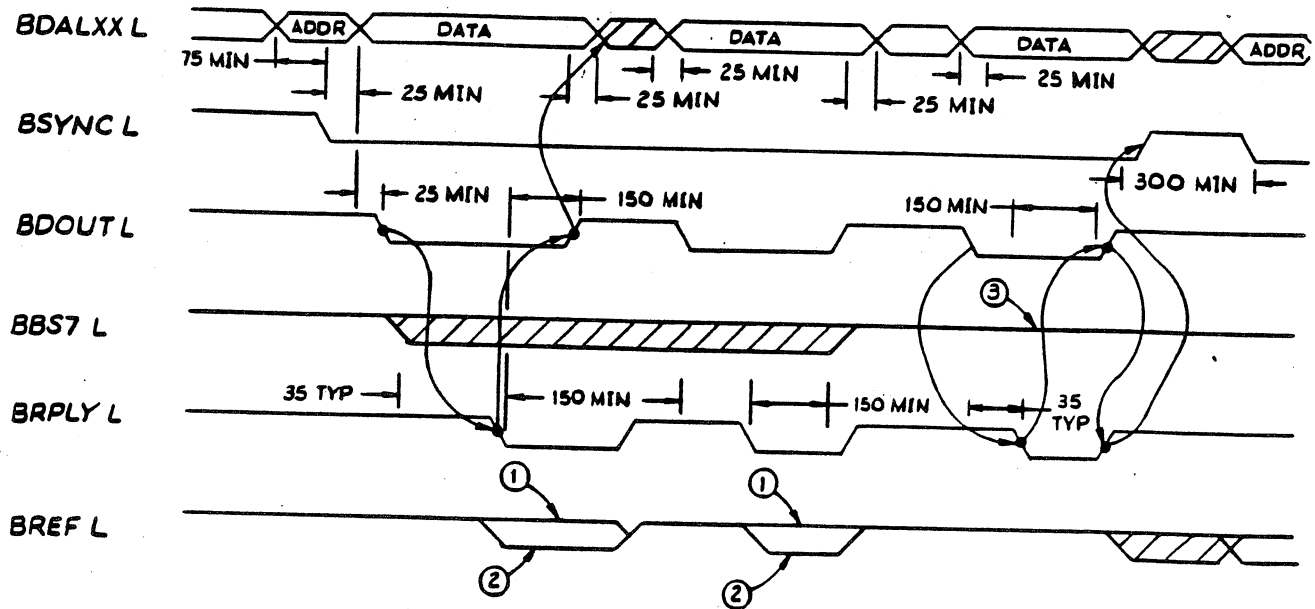 BDALXX L
ADDR
DATA
DATA
DATA
ADDR
75 MIN
25 MIN
25 MIN
25 MIN
25 MIN
25 MIN
BSYNC L
300 MIN
25 MIN
150 MIN
150 MIN
BDOUT L
BBS7 L
3
35 TYP
150 MIN
150 MIN
35
TYP
BRPLY L
1
1
BREF L
2
2